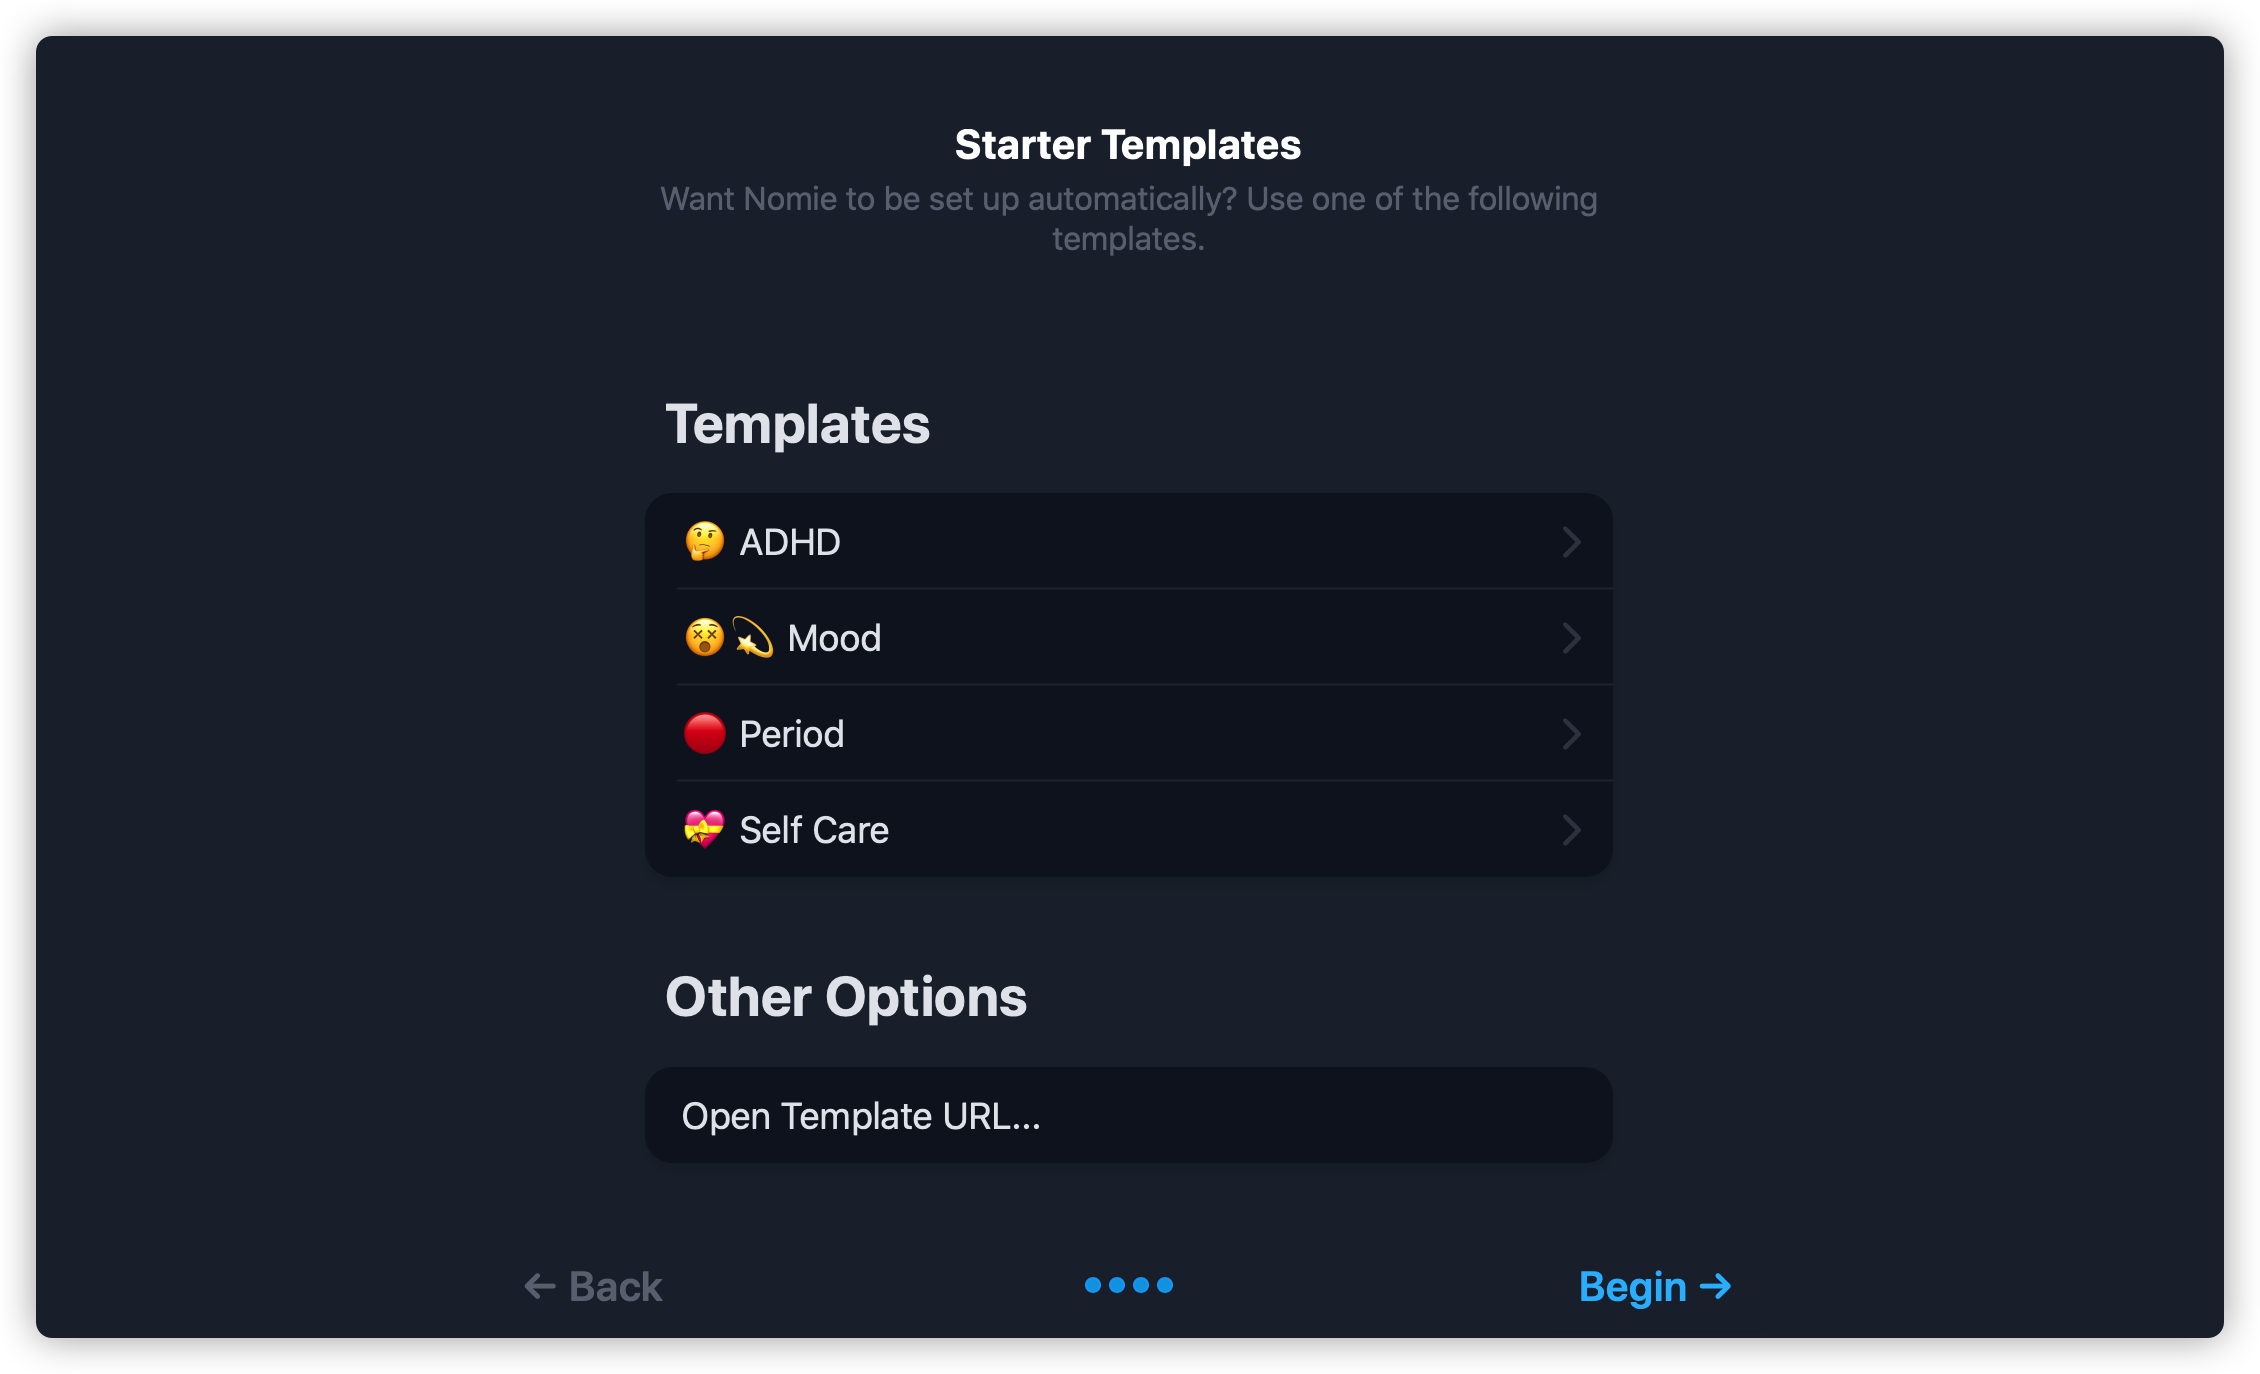 Starter Templates
Want Nomie to be set up automatically? Use one of the following
templates.
Templates
🤔 ADHD
😵💫 Mood
🔴 Period
💝 Self Care
Other Options
Open Template URL...
← Back
Begin →